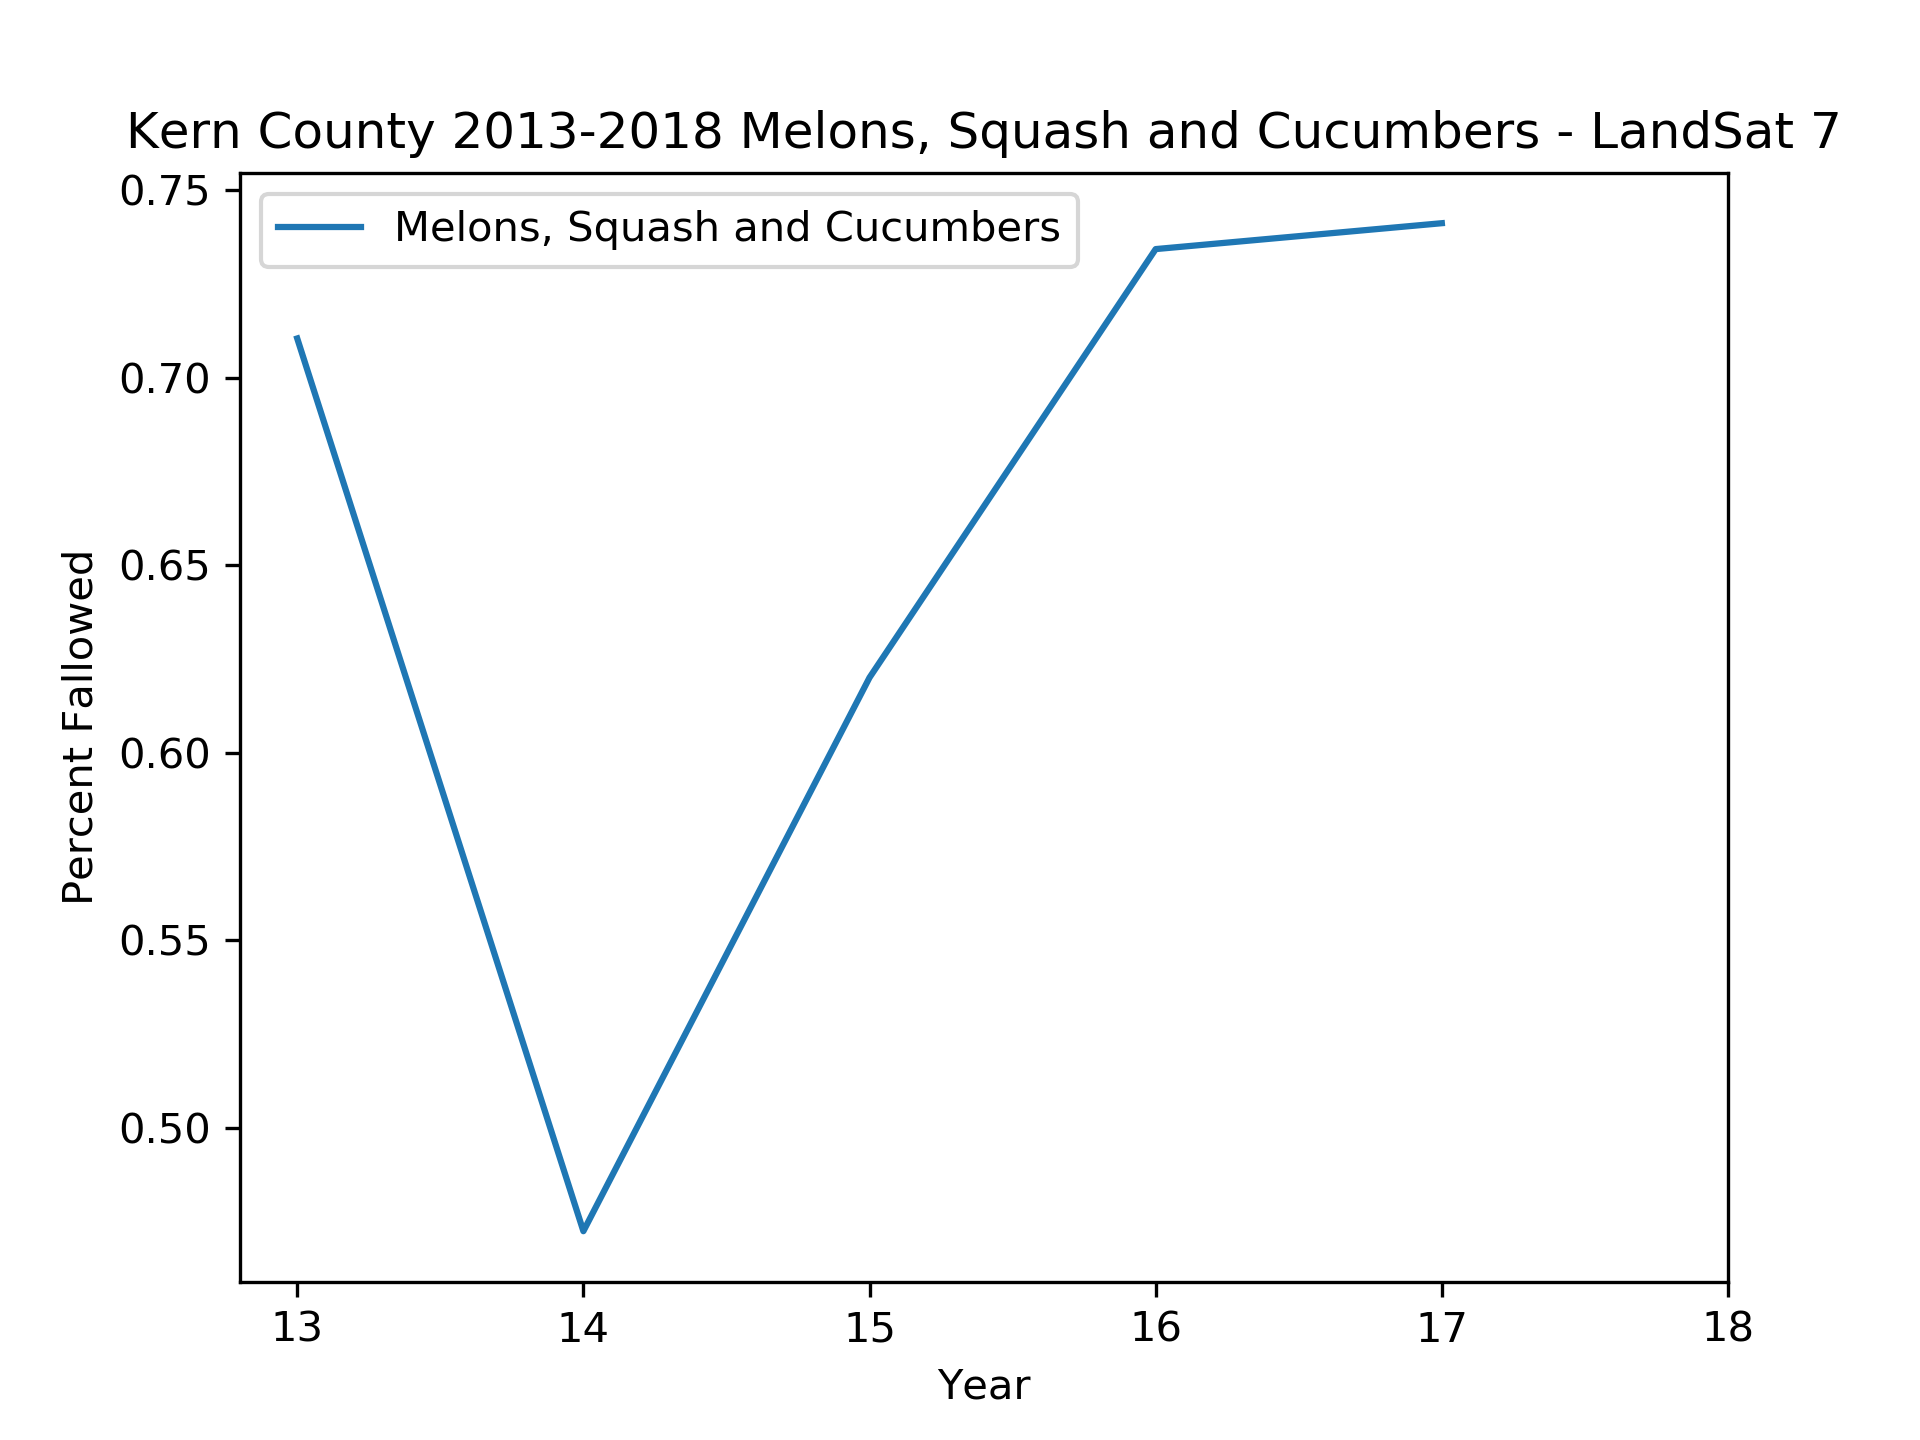 Kern County 2013-2018 Melons, Squash and Cucumbers - LandSat 7
Melons, Squash and Cucumbers
Percent Fallowed
0.75
0.70
0.65
0.60
0.55
0.50
13 14 15 16 17 18
Year